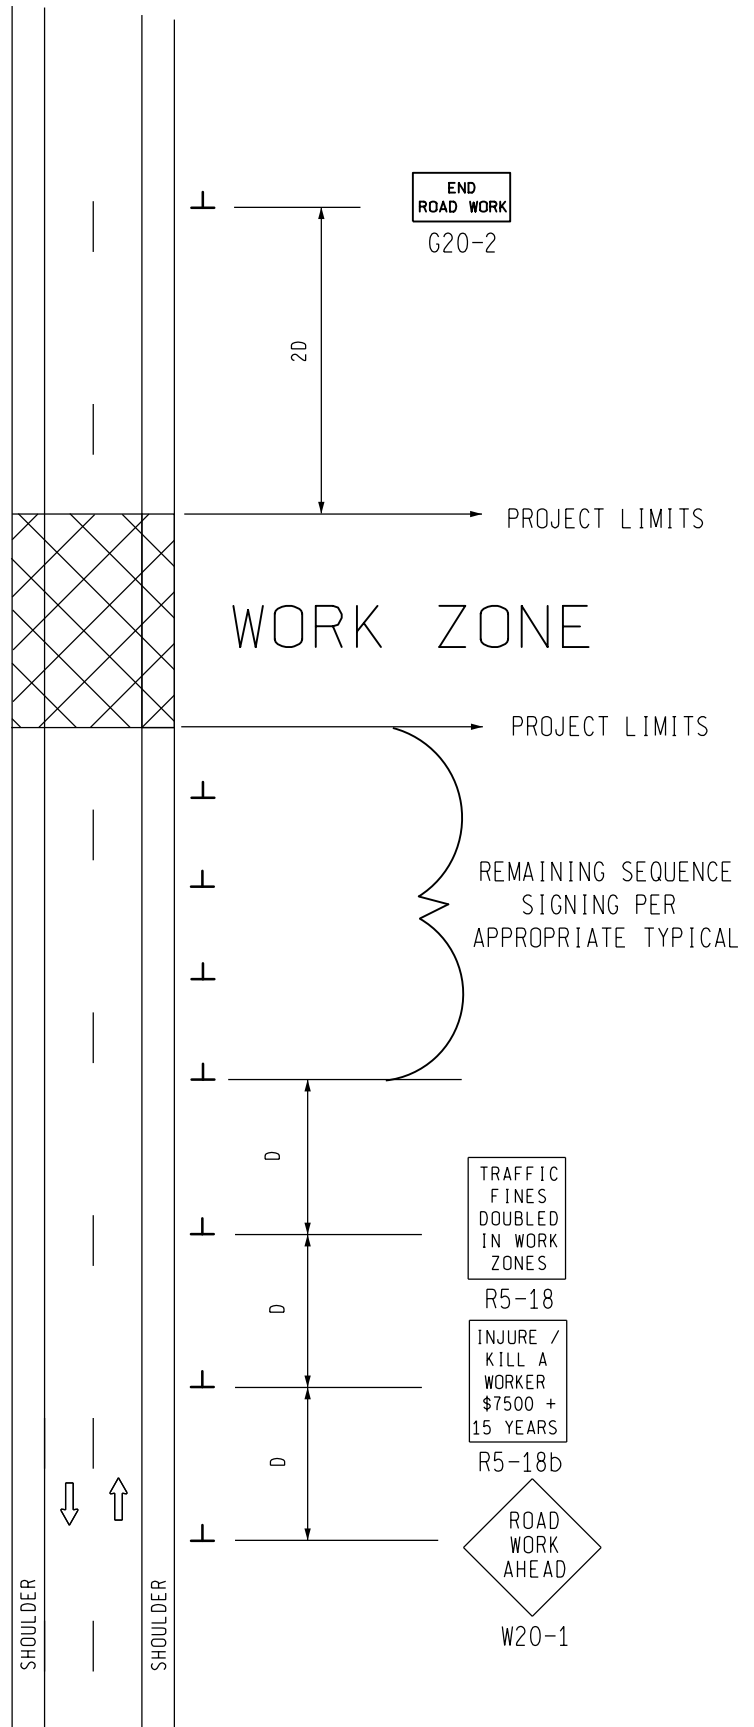 END
ROAD WORK
G20-2
2D
PROJECT LIMITS
WORK ZONE
PROJECT LIMITS
REMAINING SEQUENCE
SIGNING PER
APPROPRIATE TYPICAL
D
TRAFFIC
FINES
DOUBLED
IN WORK
ZONES
R5-18
D
INJURE /
KILL A
WORKER
$7500 +
15 YEARS
R5-18b
D
ROAD
WORK
AHEAD
W20-1
SHOULDER
SHOULDER